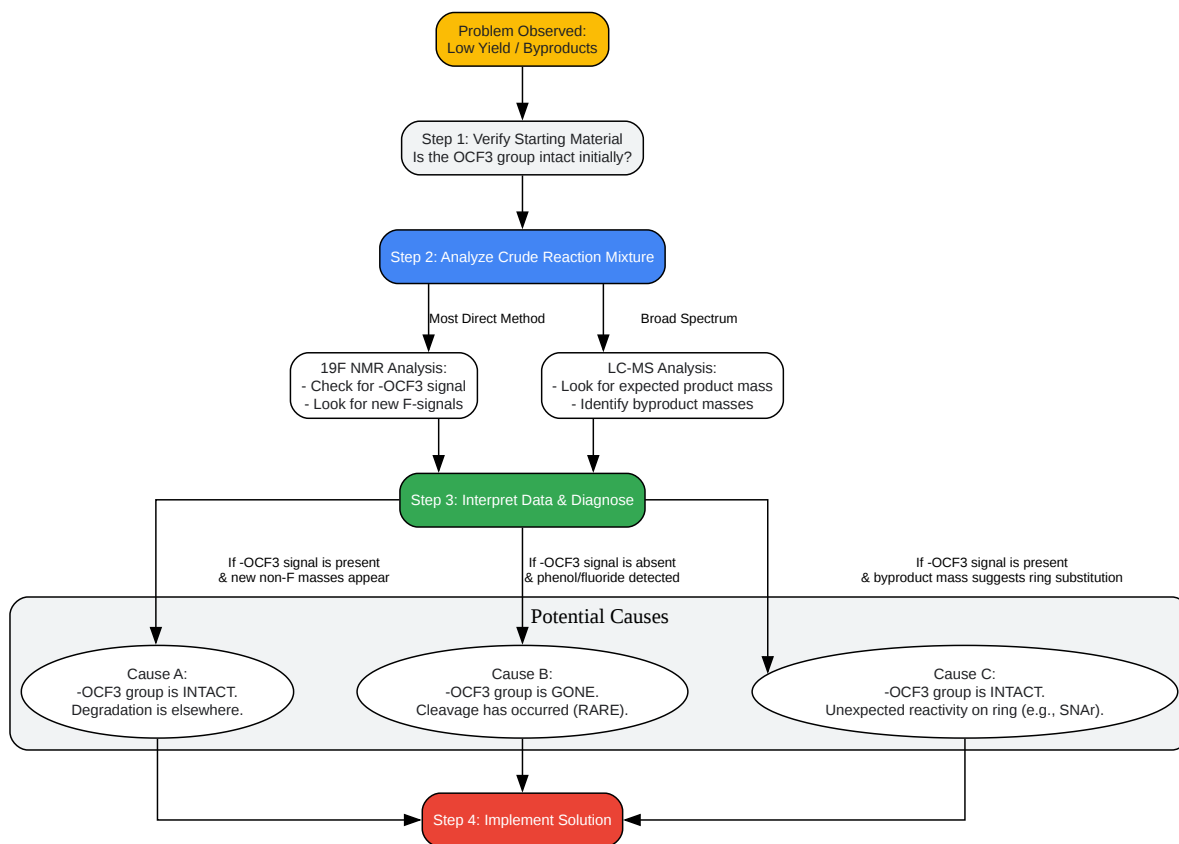 Problem Observed:
Low Yield / Byproducts
Step 1: Verify Starting Material
Is the OCF3 group intact initially?
Step 2: Analyze Crude Reaction Mixture
Most Direct Method
Broad Spectrum
19F NMR Analysis:
- Check for -OCF3 signal
- Look for new F-signals
LC-MS Analysis:
- Look for expected product mass
- Identify byproduct masses
Step 3: Interpret Data & Diagnose
If -OCF3 signal is present
& new non-F masses appear
If -OCF3 signal is absent
& phenol/fluoride detected
If -OCF3 signal is present
& byproduct mass suggests ring substitution
Potential Causes
Cause A:
-OCF3 group is INTACT.
Degradation is elsewhere.
Cause B:
-OCF3 group is GONE.
Cleavage has occurred (RARE).
Cause C:
-OCF3 group is INTACT.
Unexpected reactivity on ring (e.g., SNAr).
Step 4: Implement Solution